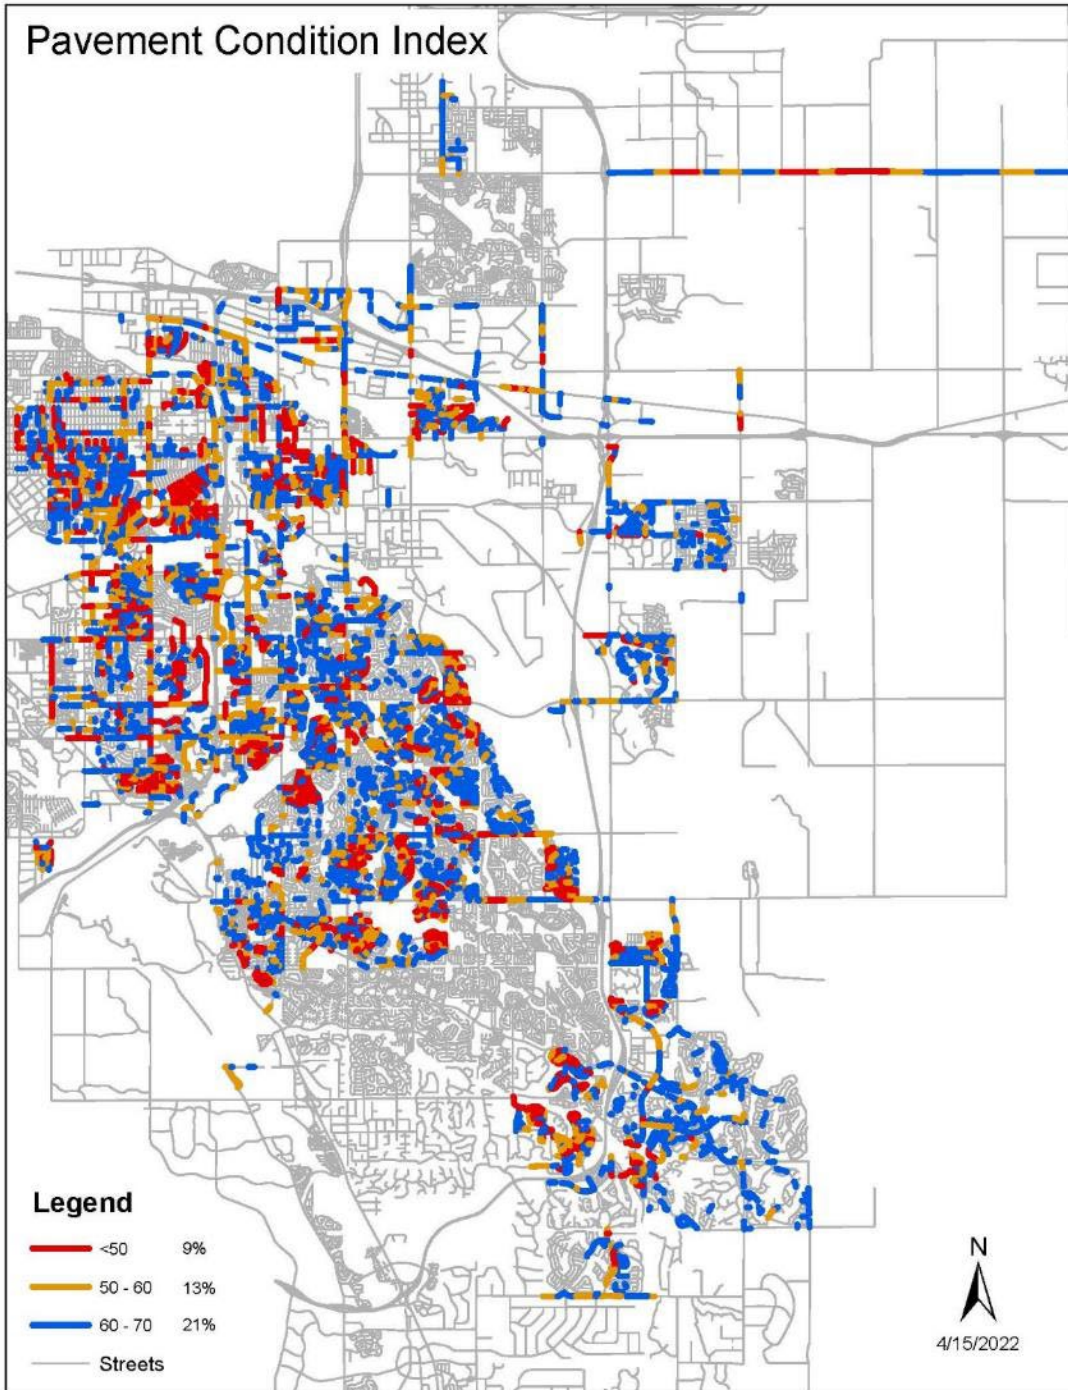 Pavement Condition Index
Legend
<50 9%
50 - 60 13%
60 - 70 21%
Streets
N
4/15/2022